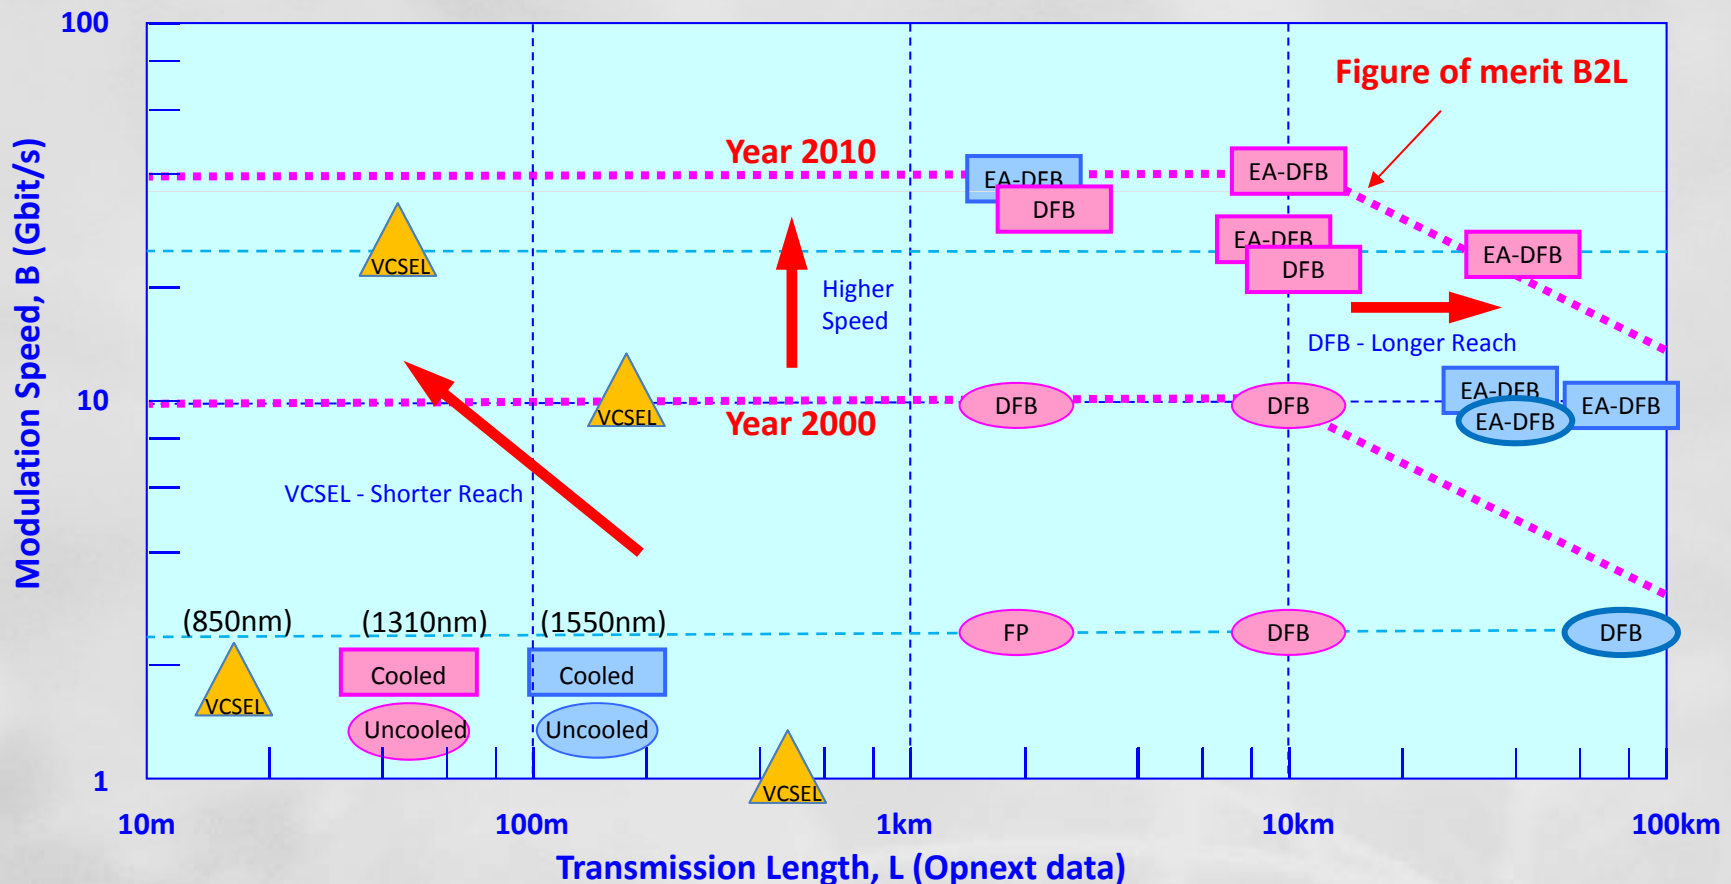 100
Figure of merit B2L
Year 2010
EA-DFB
EA-DFB
DFB
EA-DFB
DFB
EA-DFB
VCSEL
Higher
Speed
DFB - Longer Reach
10
VCSEL
Year 2000
DFB
DFB
EA-DFB
EA-DFB
EA-DFB
VCSEL - Shorter Reach
Modulation Speed, B (Gbit/s)
(850nm)
(1310nm)
(1550nm)
FP
DFB
DFB
VCSEL
Cooled
Cooled
Uncooled
Uncooled
VCSEL
1
10m
100m
1km
10km
100km
Transmission Length, L (Opnext data)